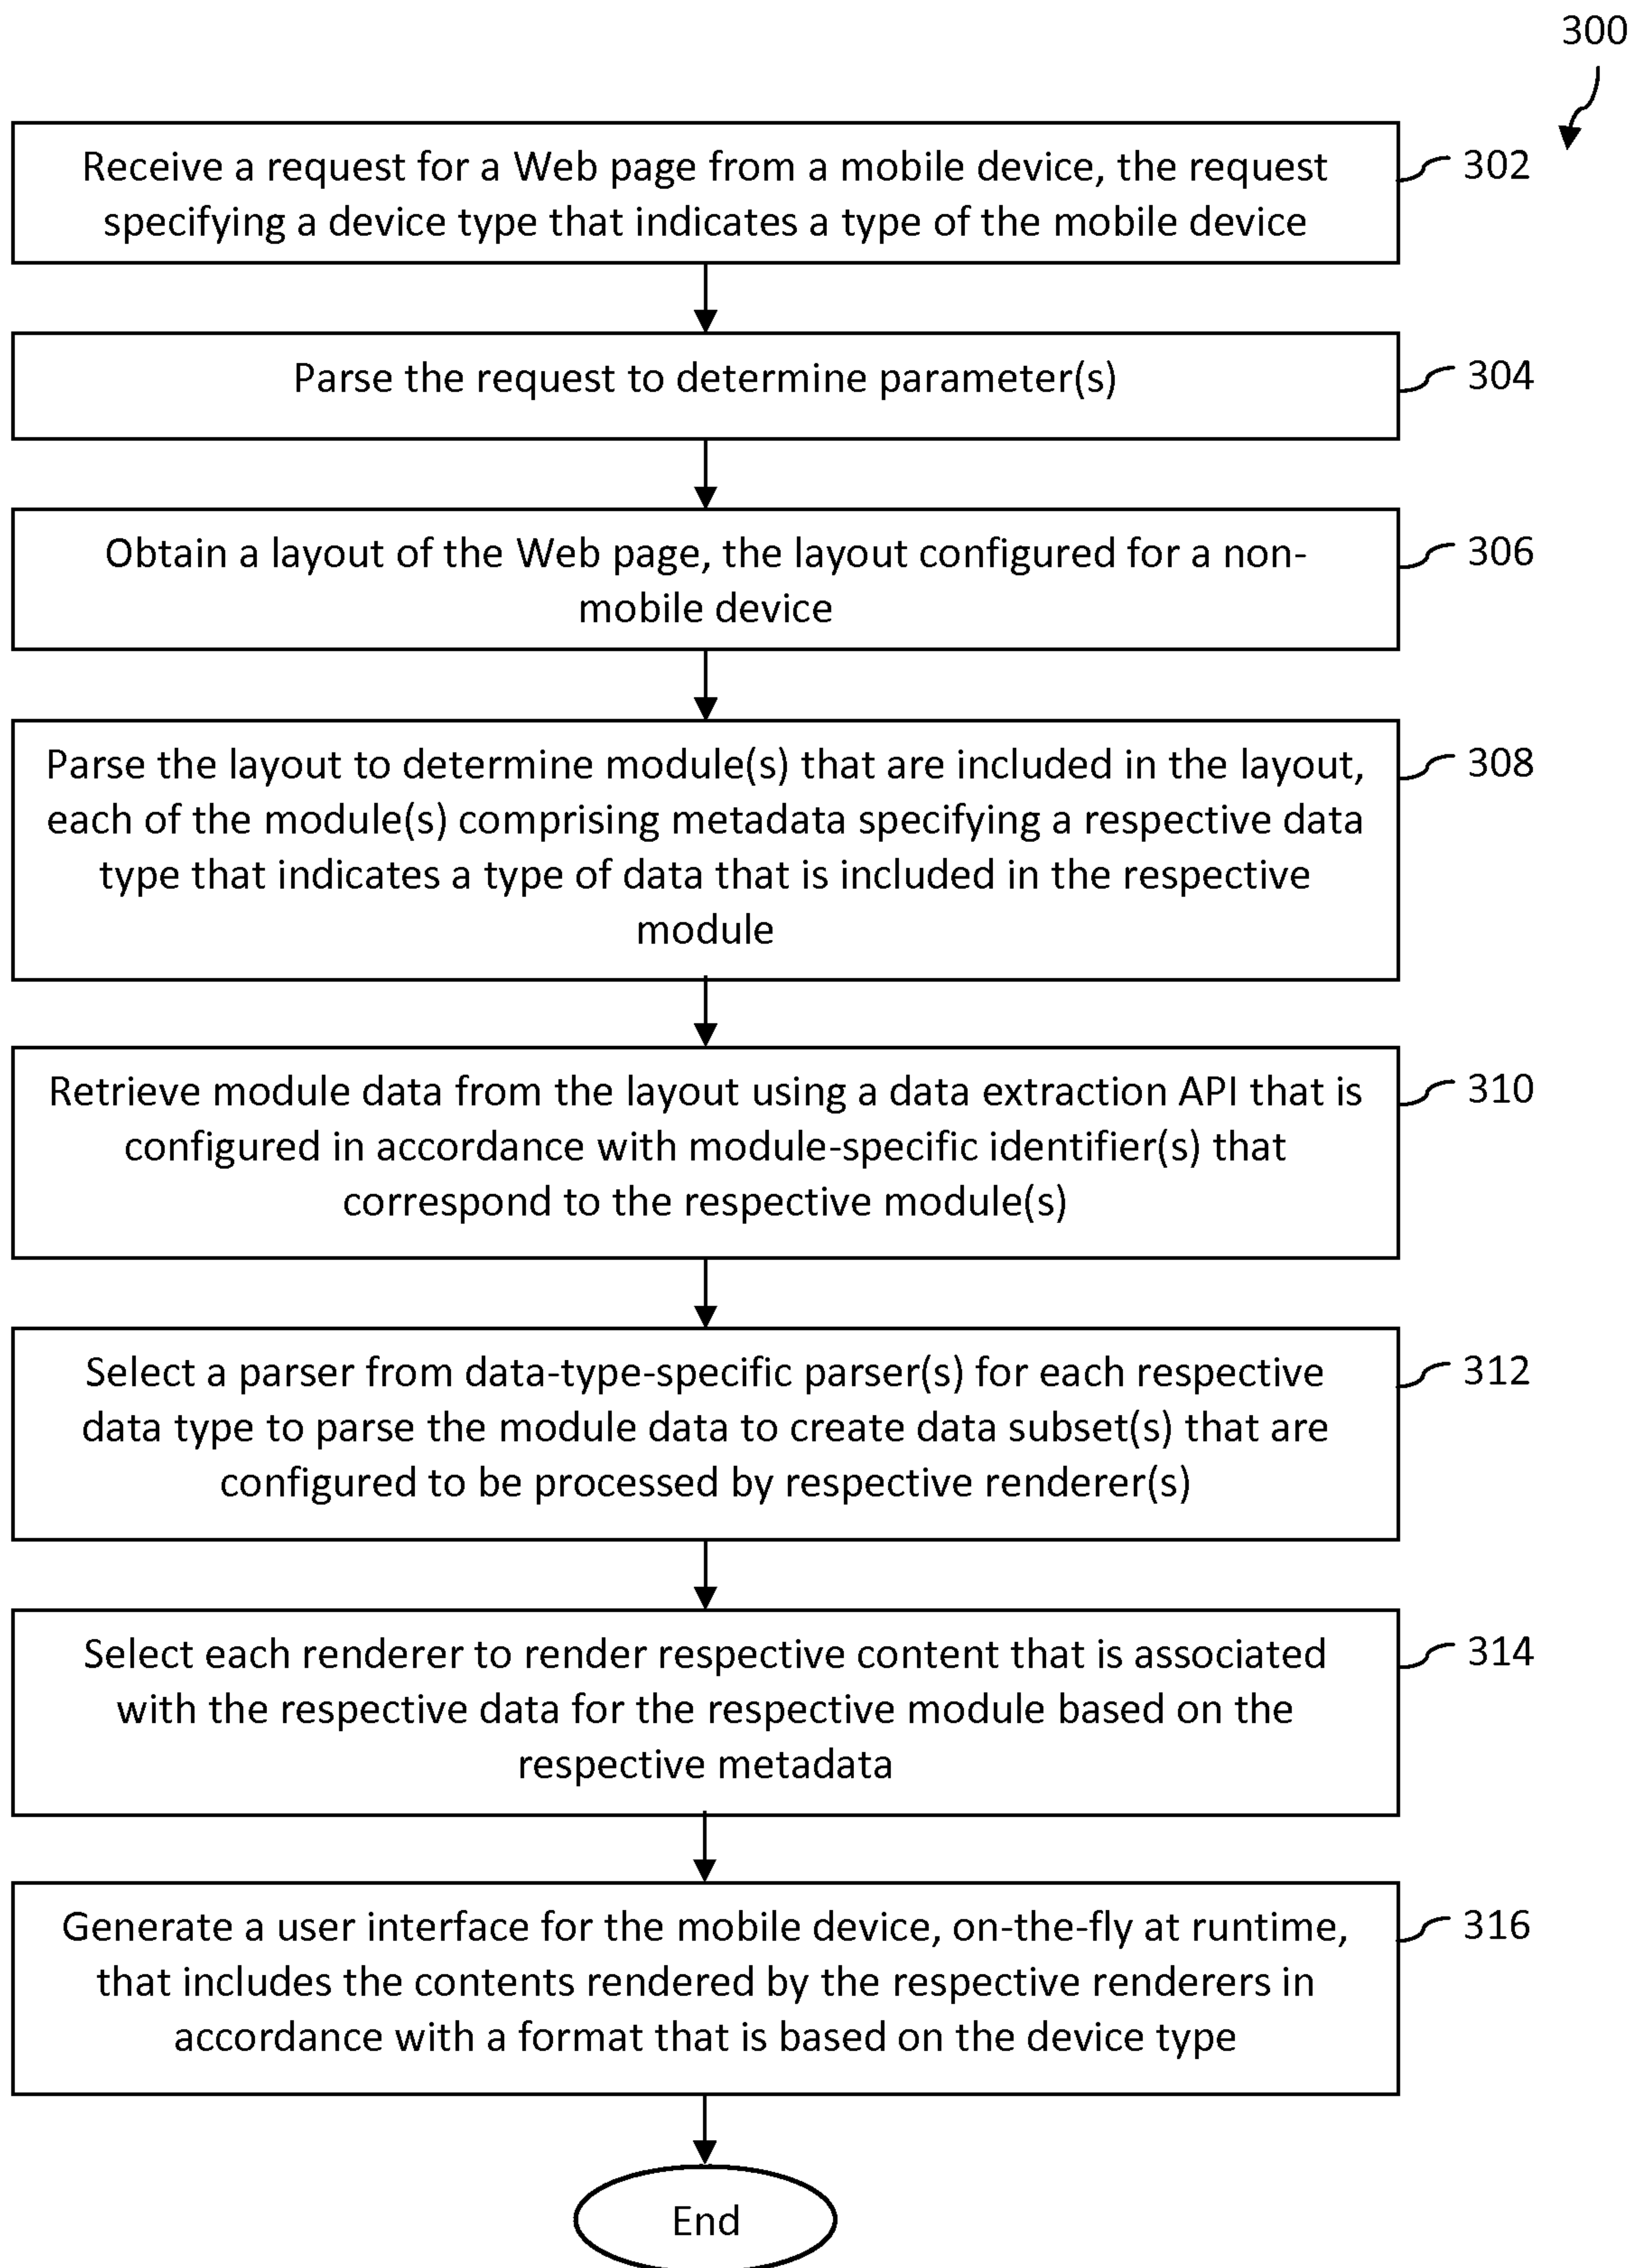 300
Receive a request for a Web page from a mobile device, the request
specifying a device type that indicates a type of the mobile device
302
Parse the request to determine parameter(s)
304
Obtain a layout of the Web page, the layout configured for a non-
mobile device
306
Parse the layout to determine module(s) that are included in the layout,
each of the module(s) comprising metadata specifying a respective data
type that indicates a type of data that is included in the respective
module
308
Retrieve module data from the layout using a data extraction API that is
configured in accordance with module-specific identifier(s) that
correspond to the respective module(s)
310
Select a parser from data-type-specific parser(s) for each respective
data type to parse the module data to create data subset(s) that are
configured to be processed by respective renderer(s)
312
Select each renderer to render respective content that is associated
with the respective data for the respective module based on the
respective metadata
314
Generate a user interface for the mobile device, on-the-fly at runtime,
that includes the contents rendered by the respective renderers in
accordance with a format that is based on the device type
316
End